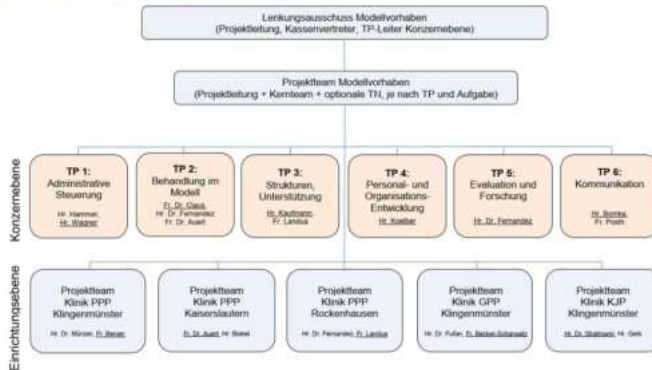 Lenkungsausschuss Modellvorhaben
(Projektleitung, Kassenvertreter, TP-Leiter Konzernebene)
Projektteam Modellvorhaben
(Projektleitung + Kernteam + optionale TN, je nach TP und Aufgabe)
Konzernebene
TP 1:
Administrative
Steuerung
Hr. Hammer,
Hr. Wagner
TP 2:
Behandlung im
Modell
Fr. Dr. Claus,
Hr. Dr. Fernandez
Fr. Dr. Auert
TP 3:
Strukturen,
Unterstützung
Hr. Kaufmann,
Fr. Landua
TP 4:
Personal- und
Organisations-
Entwicklung
Hr. Koelber
TP 5:
Evaluation und
Forschung
Hr. Dr. Fernandez
TP 6:
Kommunikation
Hr. Bomke,
Fr. Posth
Einrichtungsebene
Projektteam
Klinik PPP
Klingenmünster
Hr. Dr. Münzer, Fr. Berger
Projektteam
Klinik PPP
Kaiserslautern
Fr. Dr. Auert, Hr. Biebel
Projektteam
Klinik PPP
Rockenhausen
Hr. Dr. Fernandez, Fr. Landua
Projektteam
Klinik GPP
Klingenmünster
Hr. Dr. Fuller, Fr.
Projektteam
Klinik KJP
Klingenmünster
Hr. Dr. Hr. Geib